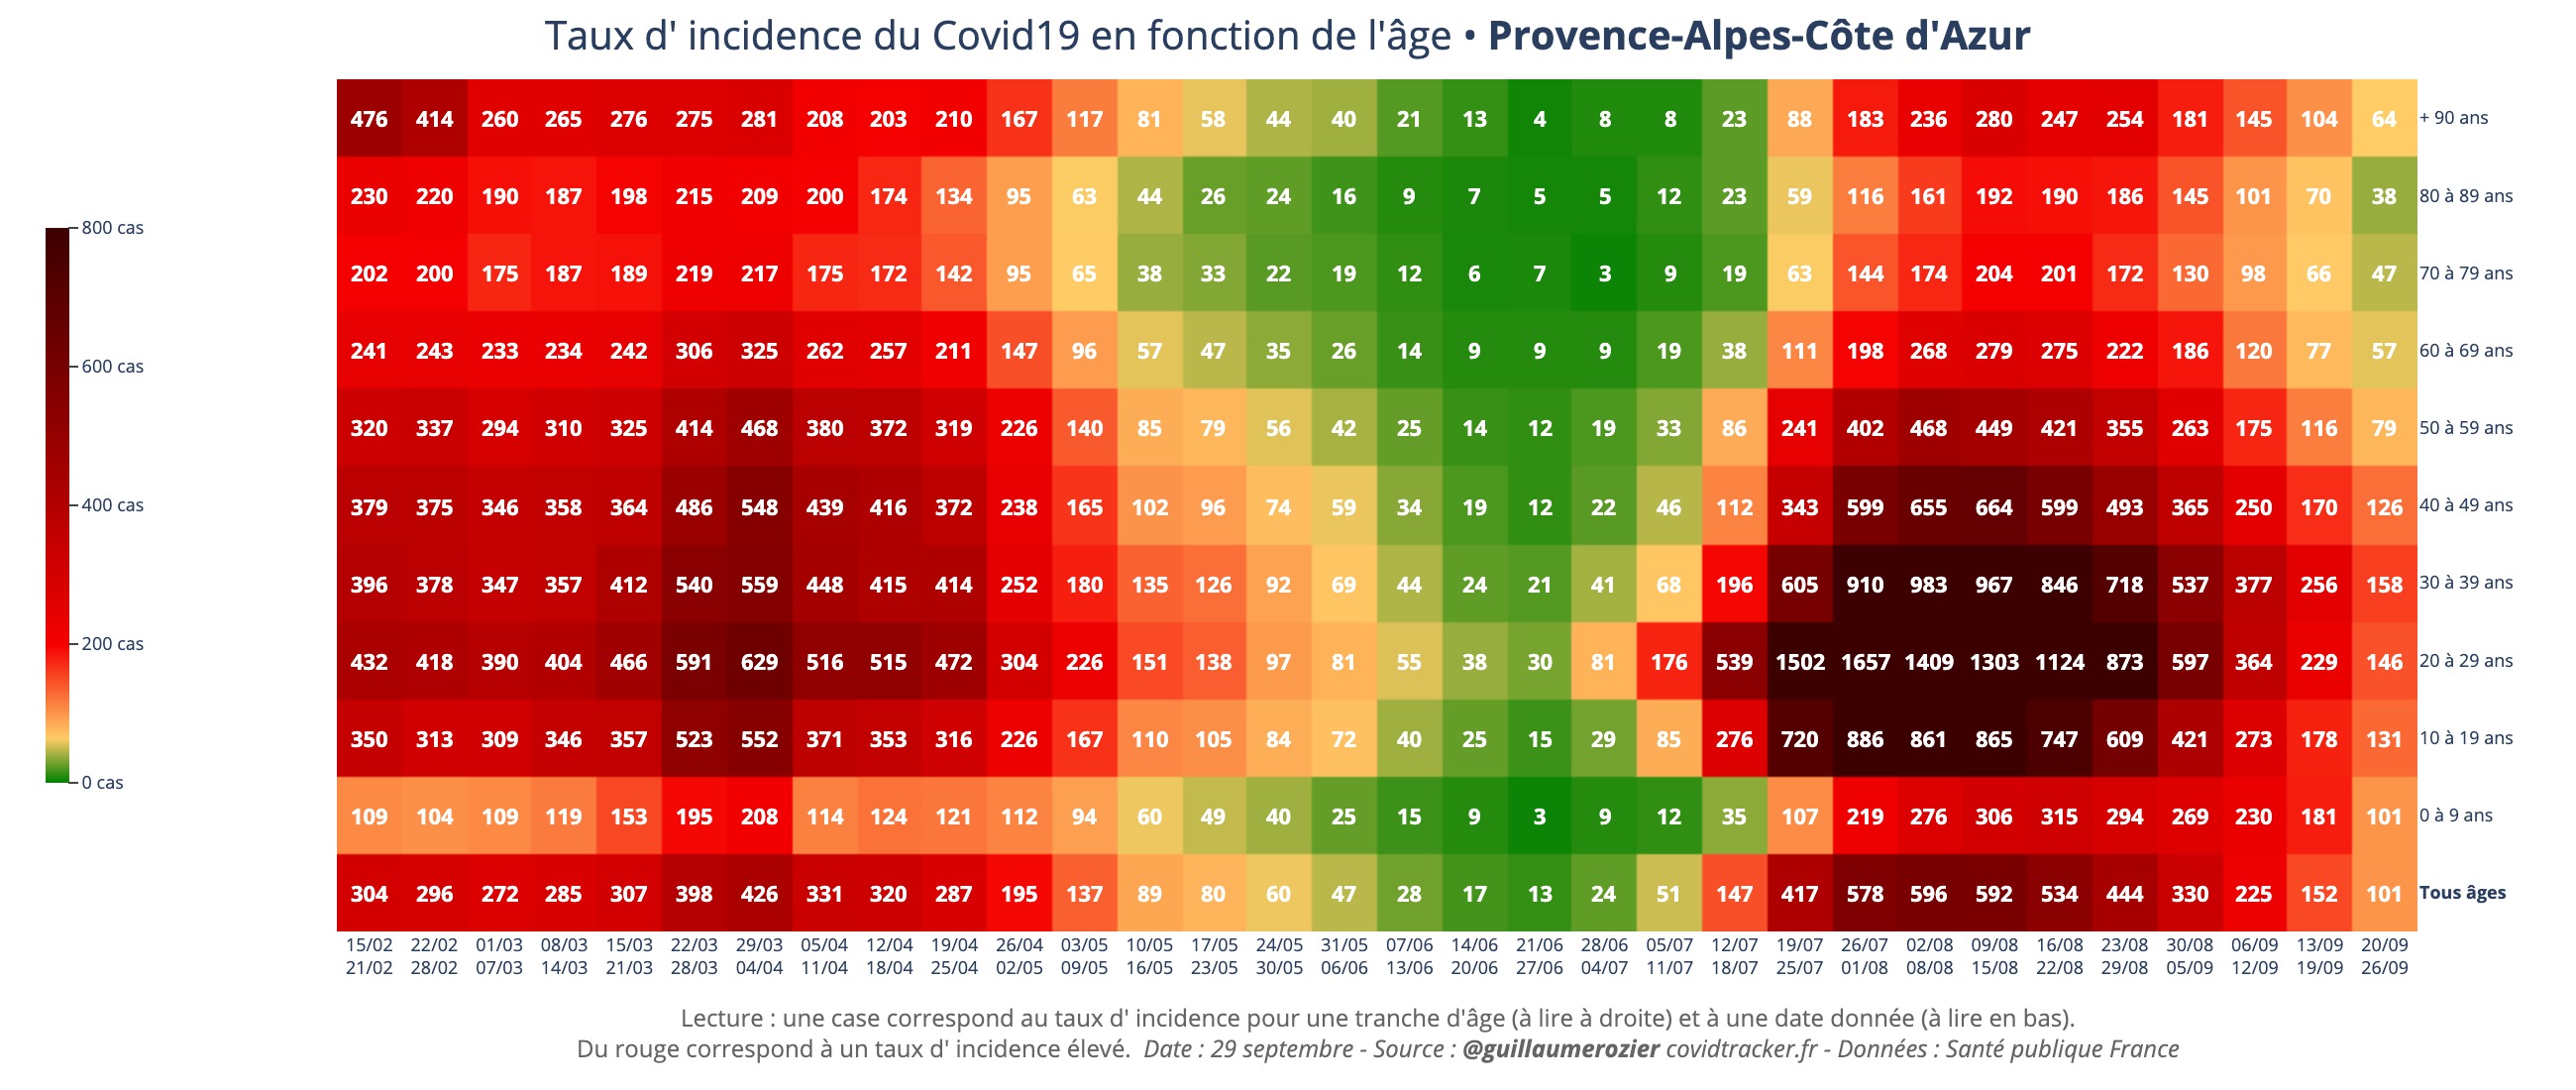 Taux d' incidence du Covid19 en fonction de l'âge • Provence-Alpes-Côte d'Azur
800 cas
600 cas
400 cas
200 cas
0 cas
476 414 260 265 276 275 281 208 203 210 167 117 81 58 44 40 21 13 4 8 8 23 88 183 236 280 247 254 181 145 104 64 + 90 ans
230 220 190 187 198 215 209 200 174 134 95 63 44 26 24 16 9 7 5 5 12 23 59 116 161 192 190 186 145 101 70 38 80 à 89 ans
202 200 175 187 189 219 217 175 172 142 95 65 38 33 22 19 12 6 7 3 9 19 63 144 174 204 201 172 130 98 66 47 70 à 79 ans
241 243 233 234 242 306 325 262 257 211 147 96 57 47 35 26 14 9 9 9 19 38 111 198 268 279 275 222 186 120 77 57 60 à 69 ans
320 337 294 310 325 414 468 380 372 319 226 140 85 79 56 42 25 14 12 19 33 86 241 402 468 449 421 355 263 175 116 79 50 à 59 ans
379 375 346 358 364 486 548 439 416 372 238 165 102 96 74 59 34 19 12 22 46 112 343 599 655 664 599 493 365 250 170 126 40 à 49 ans
396 378 347 357 412 540 559 448 415 414 252 180 135 126 92 69 44 24 21 41 68 196 605 910 983 967 846 718 537 377 256 158 30 à 39 ans
432 418 390 404 466 591 629 516 515 472 304 226 151 138 97 81 55 38 30 81 176 539 1502 1657 1409 1303 1124 873 597 364 229 146 20 à 29 ans
350 313 309 346 357 523 552 371 353 316 226 167 110 105 84 72 40 25 15 29 85 276 720 886 861 865 747 609 421 273 178 131 10 à 19 ans
109 104 109 119 153 195 208 114 124 121 112 94 60 49 40 25 15 9 3 9 12 35 107 219 276 306 315 294 269 230 181 101 0 à 9 ans
304 296 272 285 307 398 426 331 320 287 195 137 89 80 60 47 28 17 13 24 51 147 417 578 596 592 534 444 330 225 152 101 Tous âges
15/02 22/02 01/03 08/03 15/03 22/03 29/03 05/04 12/04 19/04 26/04 03/05 10/05 17/05 24/05 31/05 07/06 14/06 21/06 28/06 05/07 12/07 19/07 26/07 02/08 09/08 16/08 23/08 30/08 06/09 13/09 20/09
21/02 28/02 07/03 14/03 21/03 28/03 04/04 11/04 18/04 25/04 02/05 09/05 16/05 23/05 30/05 06/06 13/06 20/06 27/06 04/07 11/07 18/07 25/07 01/08 08/08 15/08 22/08 29/08 05/09 12/09 19/09 26/09
Lecture : une case correspond au taux d' incidence pour une tranche d'âge (à lire à droite) et à une date donnée (à lire en bas).
Du rouge correspond à un taux d' incidence élevé. Date : 29 septembre - Source : @guillaumerozier covidtracker.fr - Données : Santé publique France